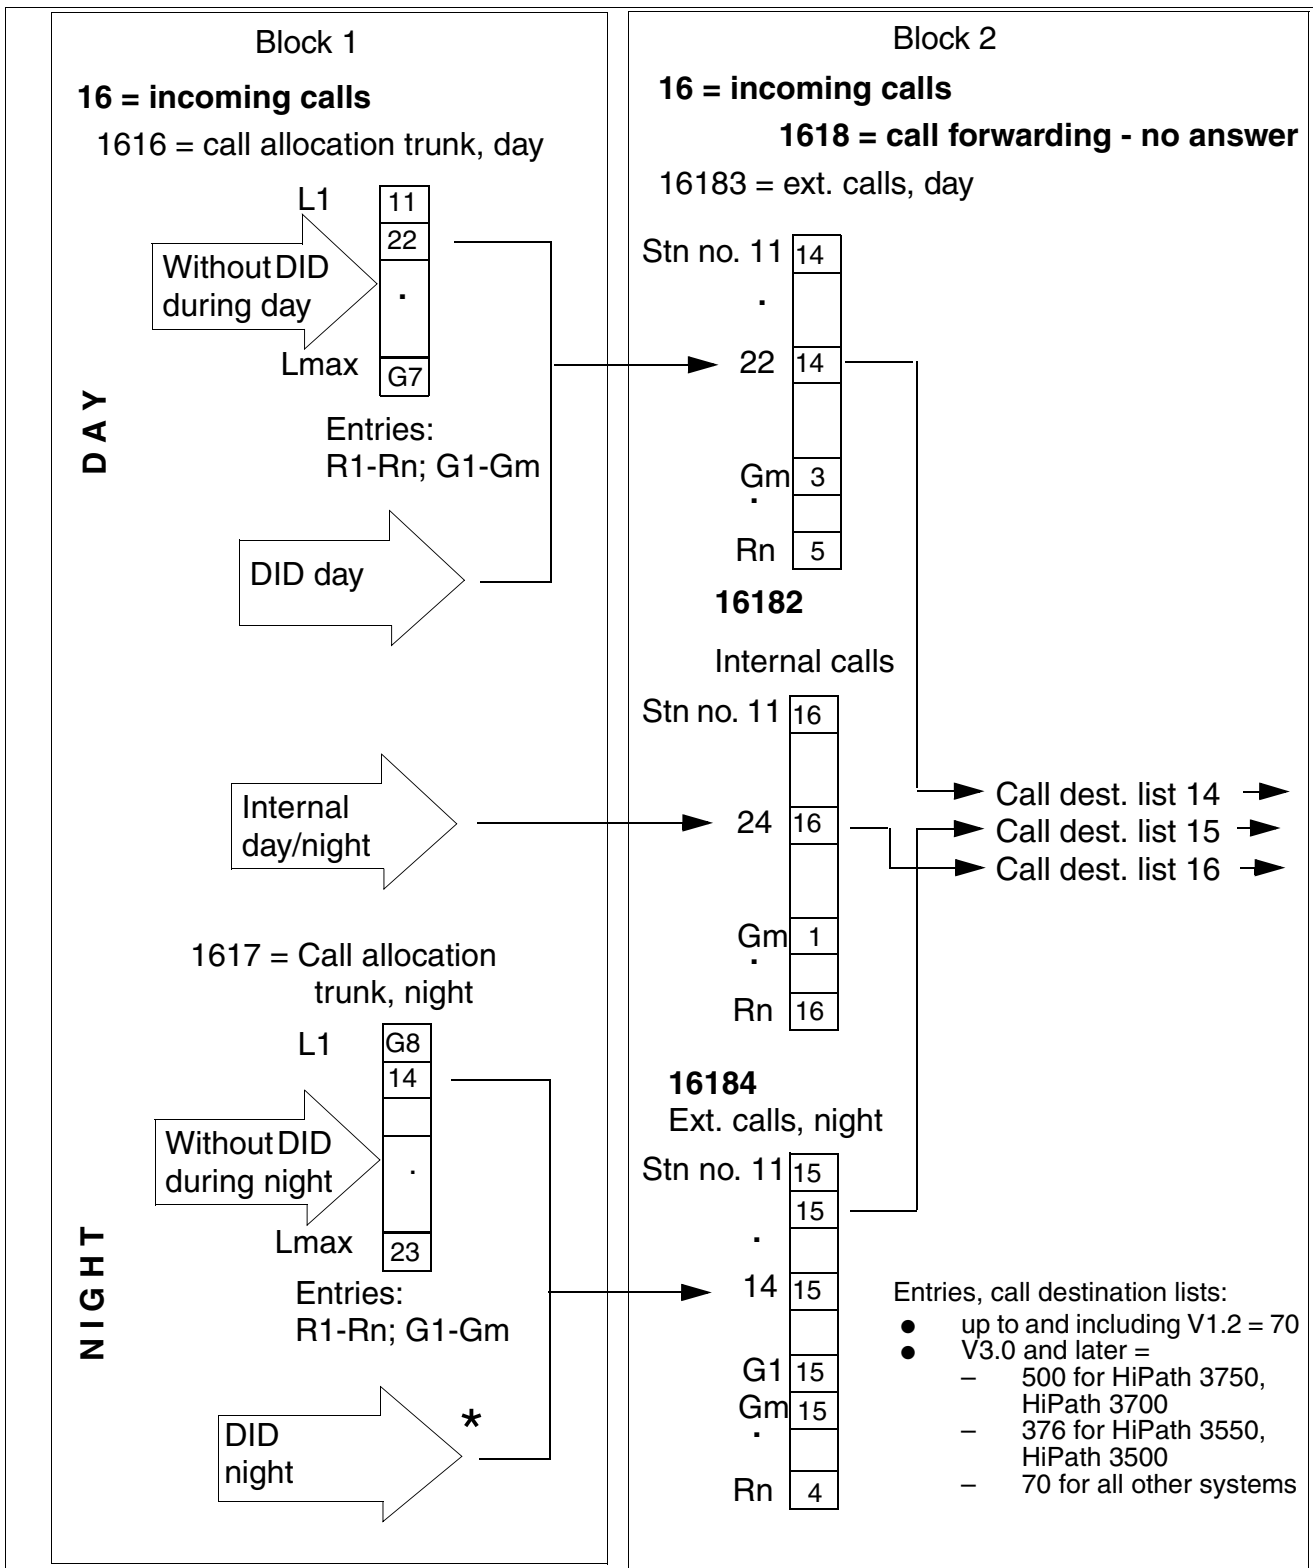 Block 1
16 = incoming calls
1616 = call allocation trunk, day
L1
11
22
Without DID
during day
.
Lmax
G7
DAY
Entries:
R1-Rn; G1-Gm
DID day
Internal
day/night
1617 = Call allocation
trunk, night
L1
G8
14
Without DID
during night
.
Lmax
23
NIGHT
Entries:
R1-Rn; G1-Gm
DID
night
*
Block 2
16 = incoming calls
1618 = call forwarding - no answer
16183 = ext. calls, day
Stn no. 11 14
.
22 14
Gm 3
.
Rn 5
16182
Internal calls
Stn no. 11 16
24 16
Gm 1
.
Rn 16
Call dest. list 14
Call dest. list 15
Call dest. list 16
16184
Ext. calls, night
Stn no. 11 15
15
.
14 15
G1 15
Gm 15
.
Rn 4
Entries, call destination lists:
● up to and including V1.2 = 70
● V3.0 and later =
– 500 for HiPath 3750,
HiPath 3700
– 376 for HiPath 3550,
HiPath 3500
– 70 for all other systems